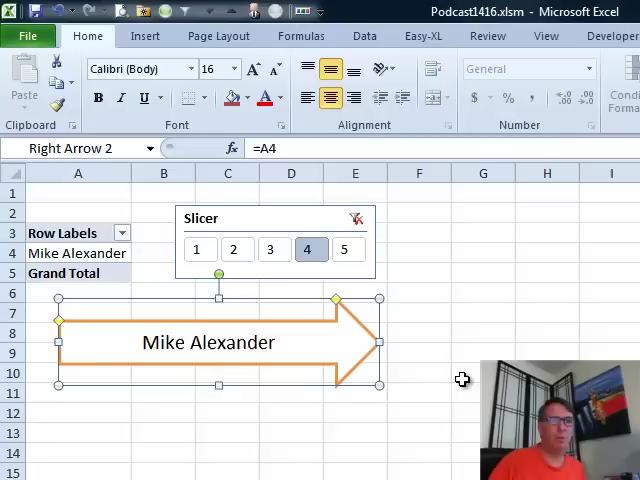 Podcast1416.xlsm - Microsoft Excel
File Home Insert Page Layout Formulas Data Easy-XL Review View Developer
Calibri (Body) 16 A A General
Paste B I U A $ % ,
Clipboard Font Alignment Number
Right Arrow 2 fx =A4
A B C D E F G H I
1
2 Slicer
3 Row Labels
1 2 3 4 5
4 Mike Alexander
5 Grand Total
6
7
8 Mike Alexander
9
10
11
12
13
14
15